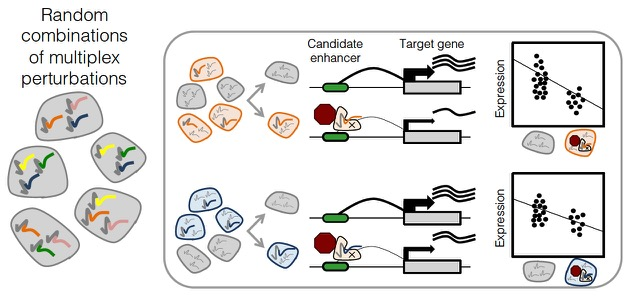 Random
combinations
of multiplex
perturbations
Candidate
enhancer
Target gene
Expression
Expression